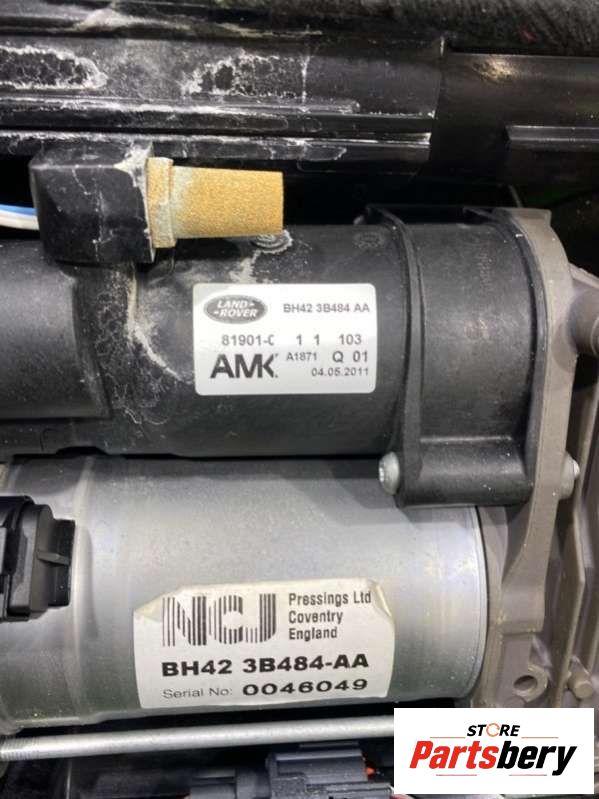 LAND
ROVER
BH42 3B484 AA
81901-C 1 1 103
AMK A1871 Q 01
04.05.2011
NCJ Pressings Ltd
Coventry
England
BH42 3B484-AA
Serial No: 0046049
STORE
Partsbery